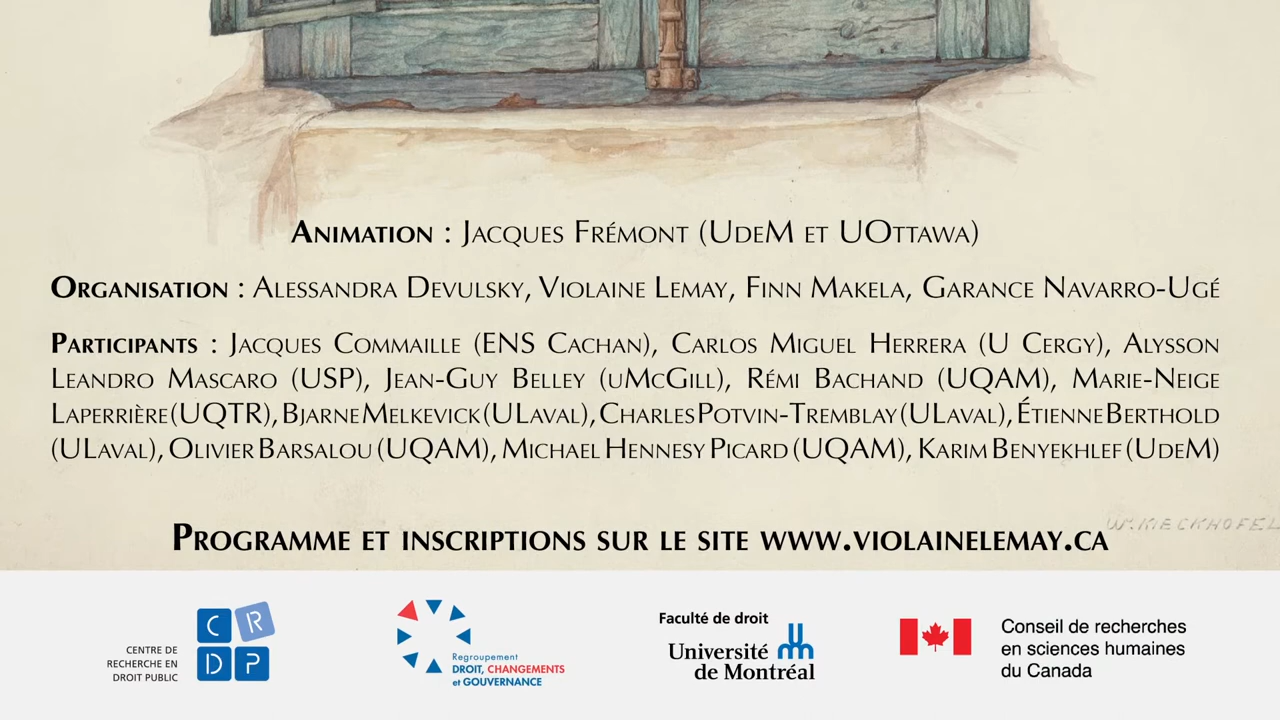 Animation : Jacques Frémont (UdeM et UOttawa)
Organisation : Alessandra Devulsky, Violaine Lemay, Finn Makela, Garance Navarro-Ugé
Participants : Jacques Commaille (ENS Cachan), Carlos Miguel Herrera (U Cergy), Alysson
Leandro Mascaro (USP), Jean-Guy Belley (uMcGill), Rémi Bachand (UQAM), Marie-Neige
Laperrière (UQTR), Bjarne Melkevick (ULaval), Charles Potvin-Tremblay (ULaval), Étienne Berthold
(ULaval), Olivier Barsalou (UQAM), Michael Hennesy Picard (UQAM), Karim Benyekhlef (UdeM)
Programme et inscriptions sur le site www.violainelemay.ca
CENTRE DE
RECHERCHE EN
DROIT PUBLIC
CR
DP
Regroupement
DROIT, CHANGEMENTS
et GOUVERNANCE
Faculté de droit
Université
de Montréal
Conseil de recherches
en sciences humaines
du Canada